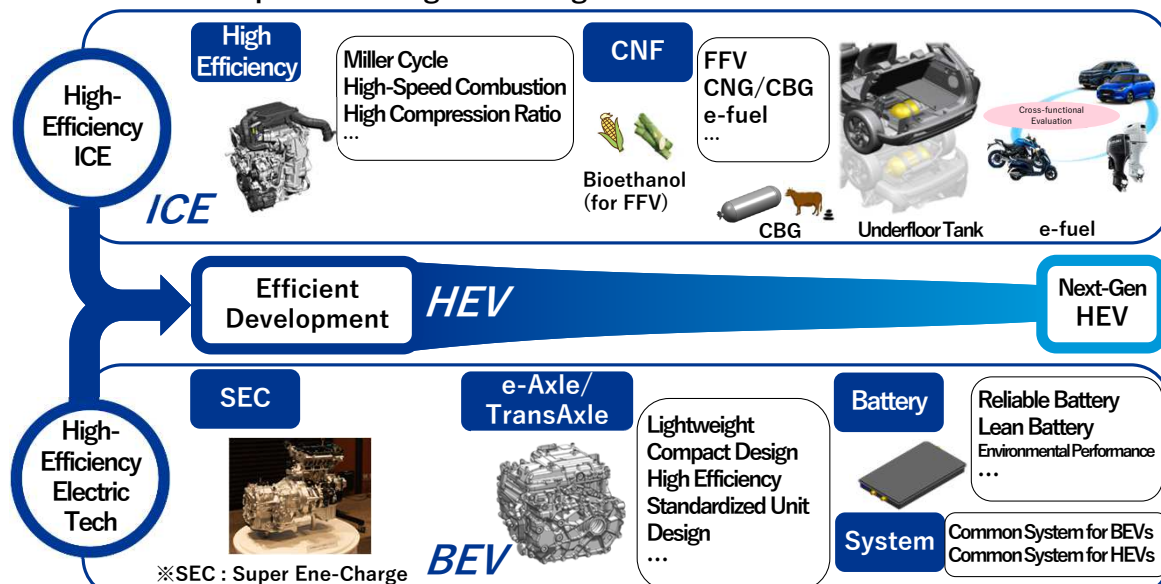 High-
Efficiency
ICE
High
Efficiency
Miller Cycle
High-Speed Combustion
High Compression Ratio
...
CNF
Bioethanol
(for FFV)
FFV
CNG/CBG
e-fuel
...
CBG
Underfloor Tank
Cross-functional
Evaluation
e-fuel
ICE
Efficient
Development
HEV
Next-Gen
HEV
High-
Efficiency
Electric
Tech
SEC
※SEC : Super Ene-Charge
e-Axle/
TransAxle
BEV
Lightweight
Compact Design
High Efficiency
Standardized Unit
Design
...
Battery
Reliable Battery
Lean Battery
Environmental Performance
...
System
Common System for BEVs
Common System for HEVs